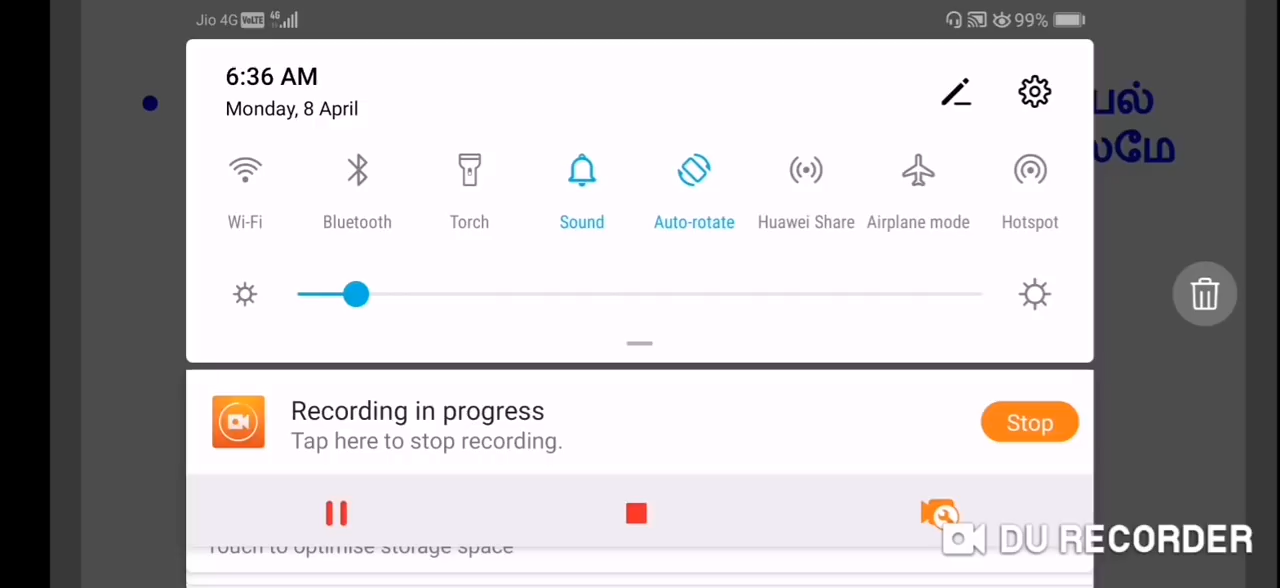 Jio 4G VoLTE 4G 99%
6:36 AM
Monday, 8 April
Wi-Fi Bluetooth Torch Sound Auto-rotate Huawei Share Airplane mode Hotspot
Recording in progress
Tap here to stop recording.
Stop
Touch to optimise storage space
DU RECORDER